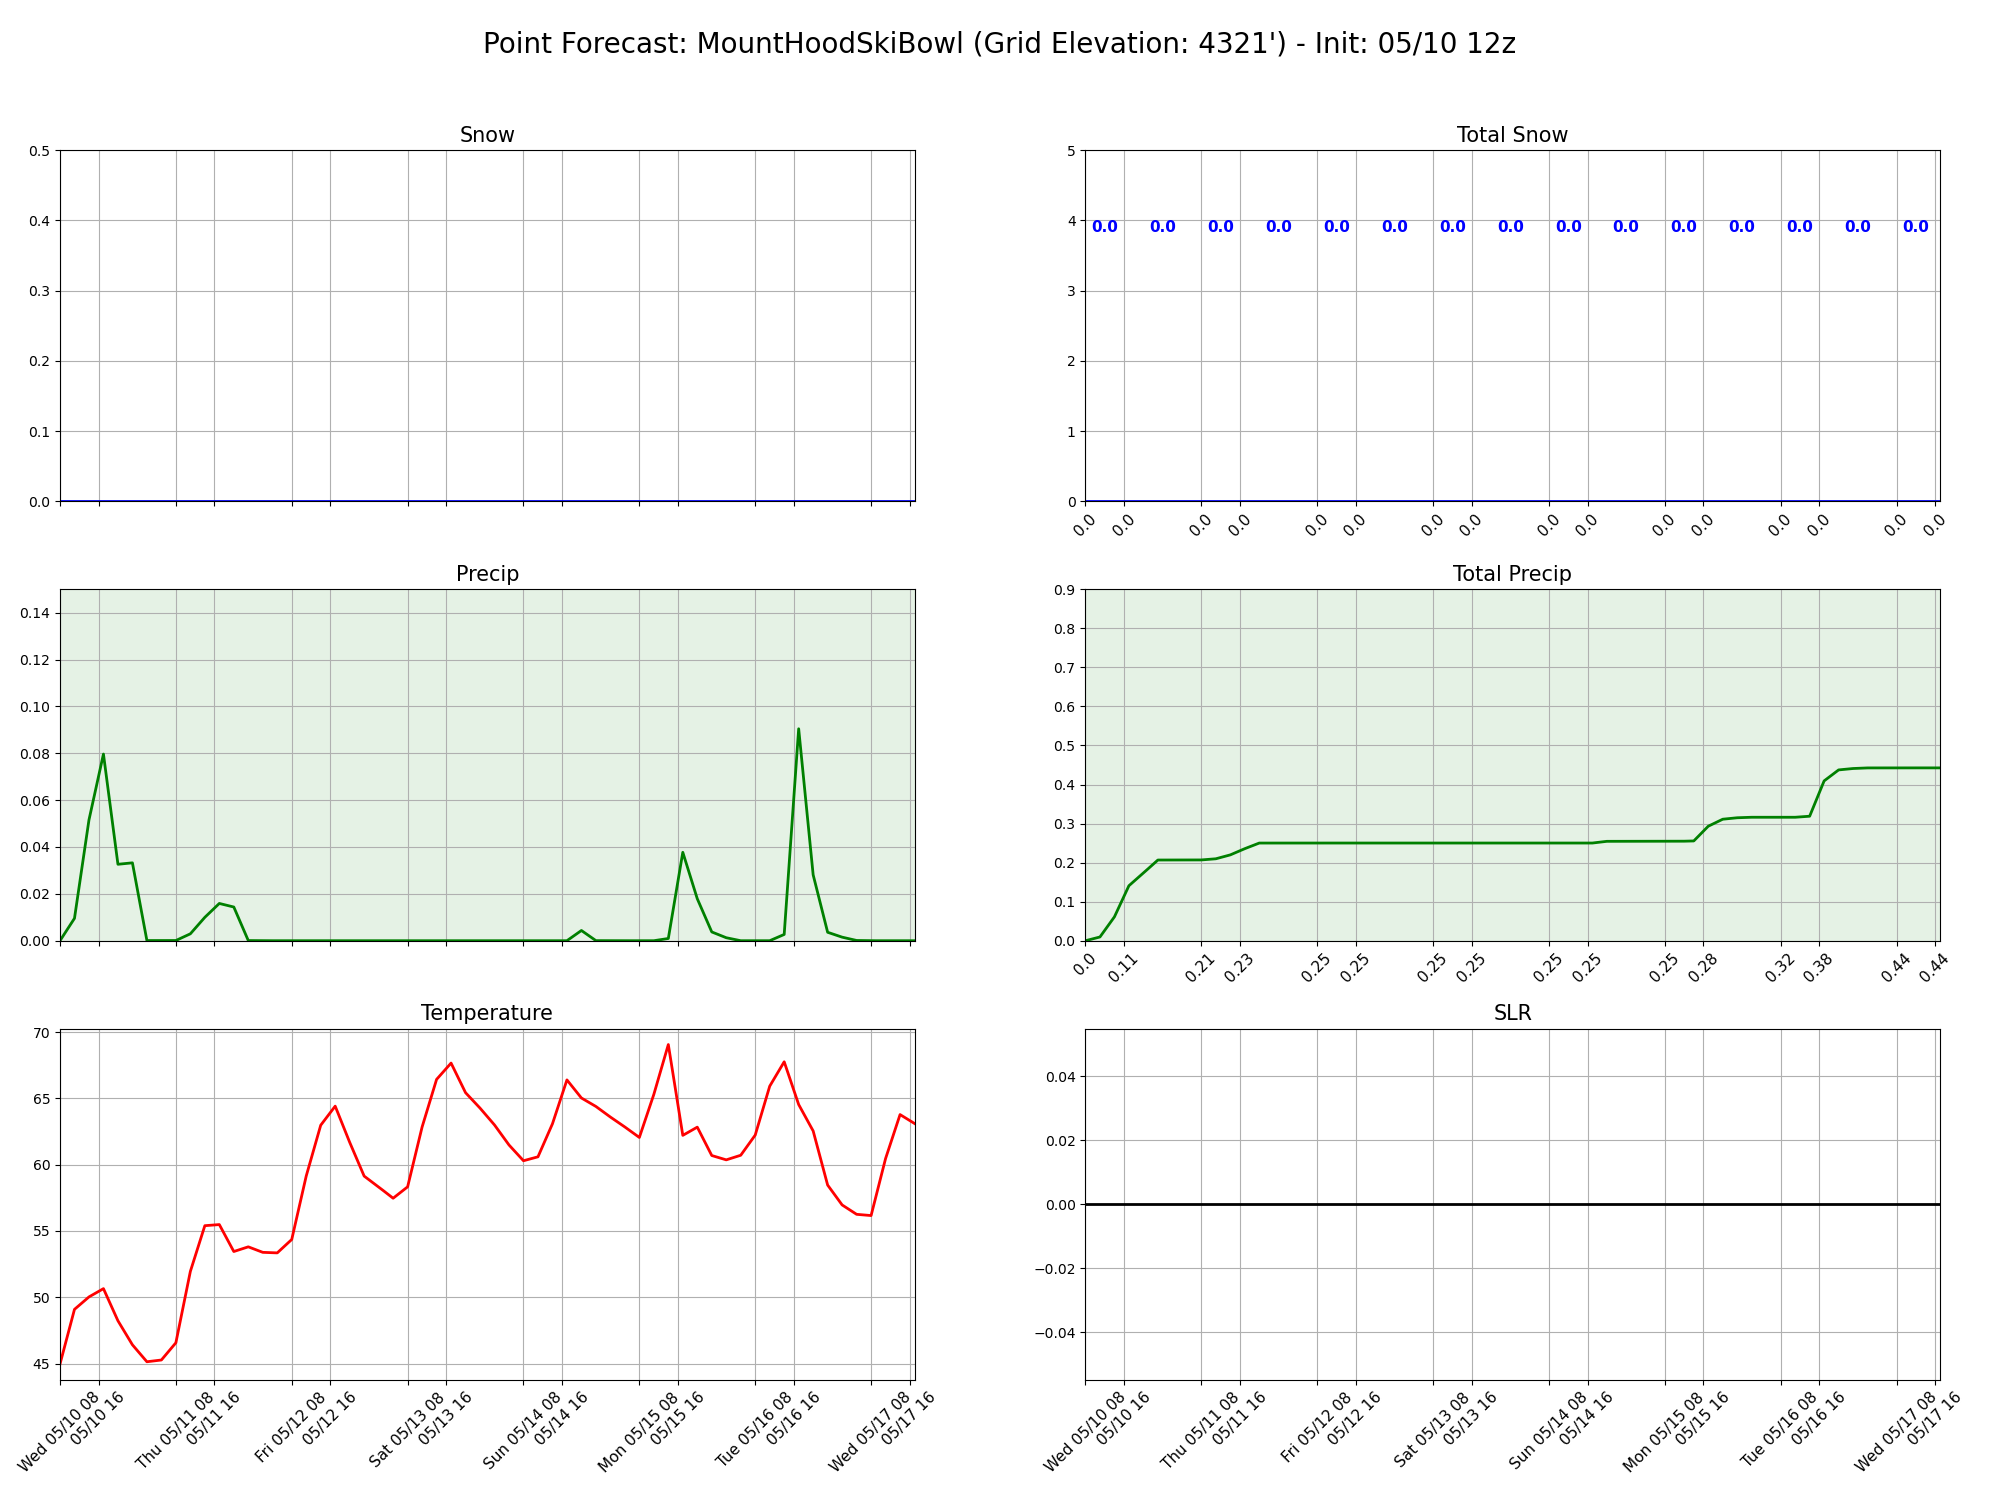 Point Forecast: MountHoodSkiBowl (Grid Elevation: 4321') - Init: 05/10 12z
Snow
0.5
0.4
0.3
0.2
0.1
0.0
Total Snow
5
4
3
2
1
0
0.0 0.0 0.0 0.0 0.0 0.0 0.0 0.0 0.0 0.0 0.0 0.0 0.0 0.0 0.0
0.0 0.0 0.0 0.0 0.0 0.0 0.0 0.0 0.0 0.0 0.0 0.0 0.0 0.0 0.0 0.0
Precip
0.14
0.12
0.10
0.08
0.06
0.04
0.02
0.00
Total Precip
0.9
0.8
0.7
0.6
0.5
0.4
0.3
0.2
0.1
0.0
0.0 0.11 0.21 0.23 0.25 0.25 0.25 0.25 0.25 0.25 0.25 0.28 0.32 0.38 0.44 0.44
Temperature
70
65
60
55
50
45
Wed 05/10 08
05/10 16
Thu 05/11 08
05/11 16
Fri 05/12 08
05/12 16
Sat 05/13 08
05/13 16
Sun 05/14 08
05/14 16
Mon 05/15 08
05/15 16
Tue 05/16 08
05/16 16
Wed 05/17 08
05/17 16
SLR
0.04
0.02
0.00
−0.02
−0.04
Wed 05/10 08
05/10 16
Thu 05/11 08
05/11 16
Fri 05/12 08
05/12 16
Sat 05/13 08
05/13 16
Sun 05/14 08
05/14 16
Mon 05/15 08
05/15 16
Tue 05/16 08
05/16 16
Wed 05/17 08
05/17 16